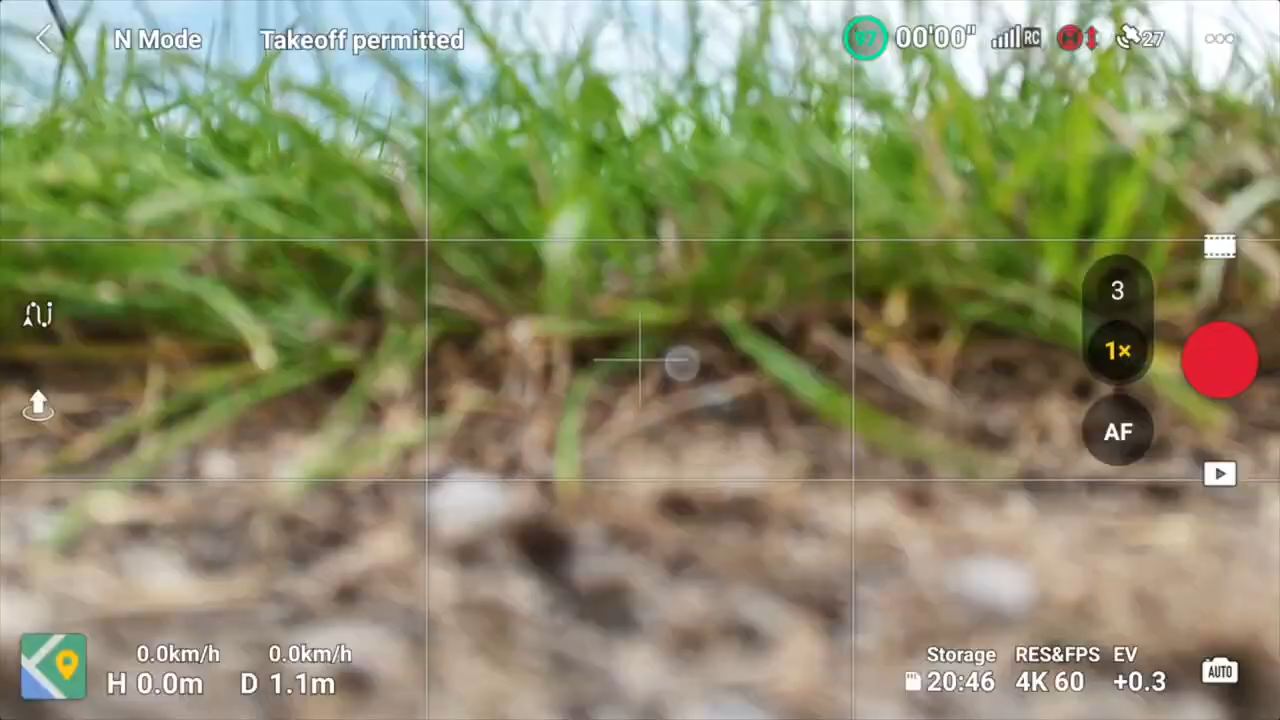 N Mode
Takeoff permitted
97
00'00"
RC
27
3
1×
AF
0.0km/h
0.0km/h
H 0.0m
D 1.1m
Storage
RES&FPS
EV
20:46
4K 60
+0.3
AUTO